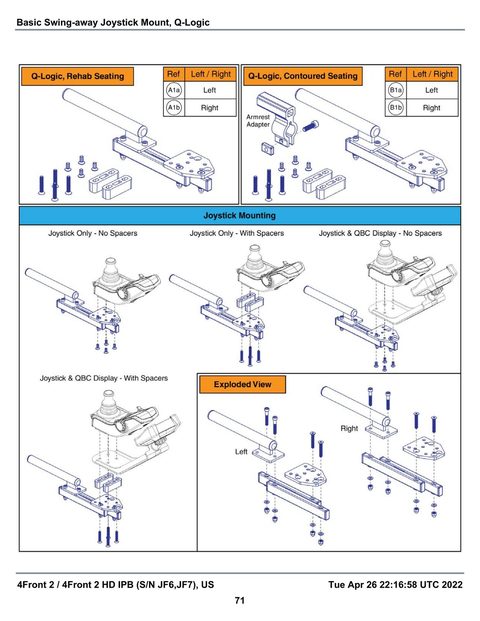 Basic Swing-away Joystick Mount, Q-Logic
Q-Logic, Rehab Seating
Ref Left / Right
A1a Left
A1b Right
Q-Logic, Contoured Seating
Ref Left / Right
B1a Left
B1b Right
Armrest
Adapter
Joystick Mounting
Joystick Only - No Spacers
Joystick Only - With Spacers
Joystick & QBC Display - No Spacers
Joystick & QBC Display - With Spacers
Exploded View
Left
Right
4Front 2 / 4Front 2 HD IPB (S/N JF6,JF7), US
Tue Apr 26 22:16:58 UTC 2022
71